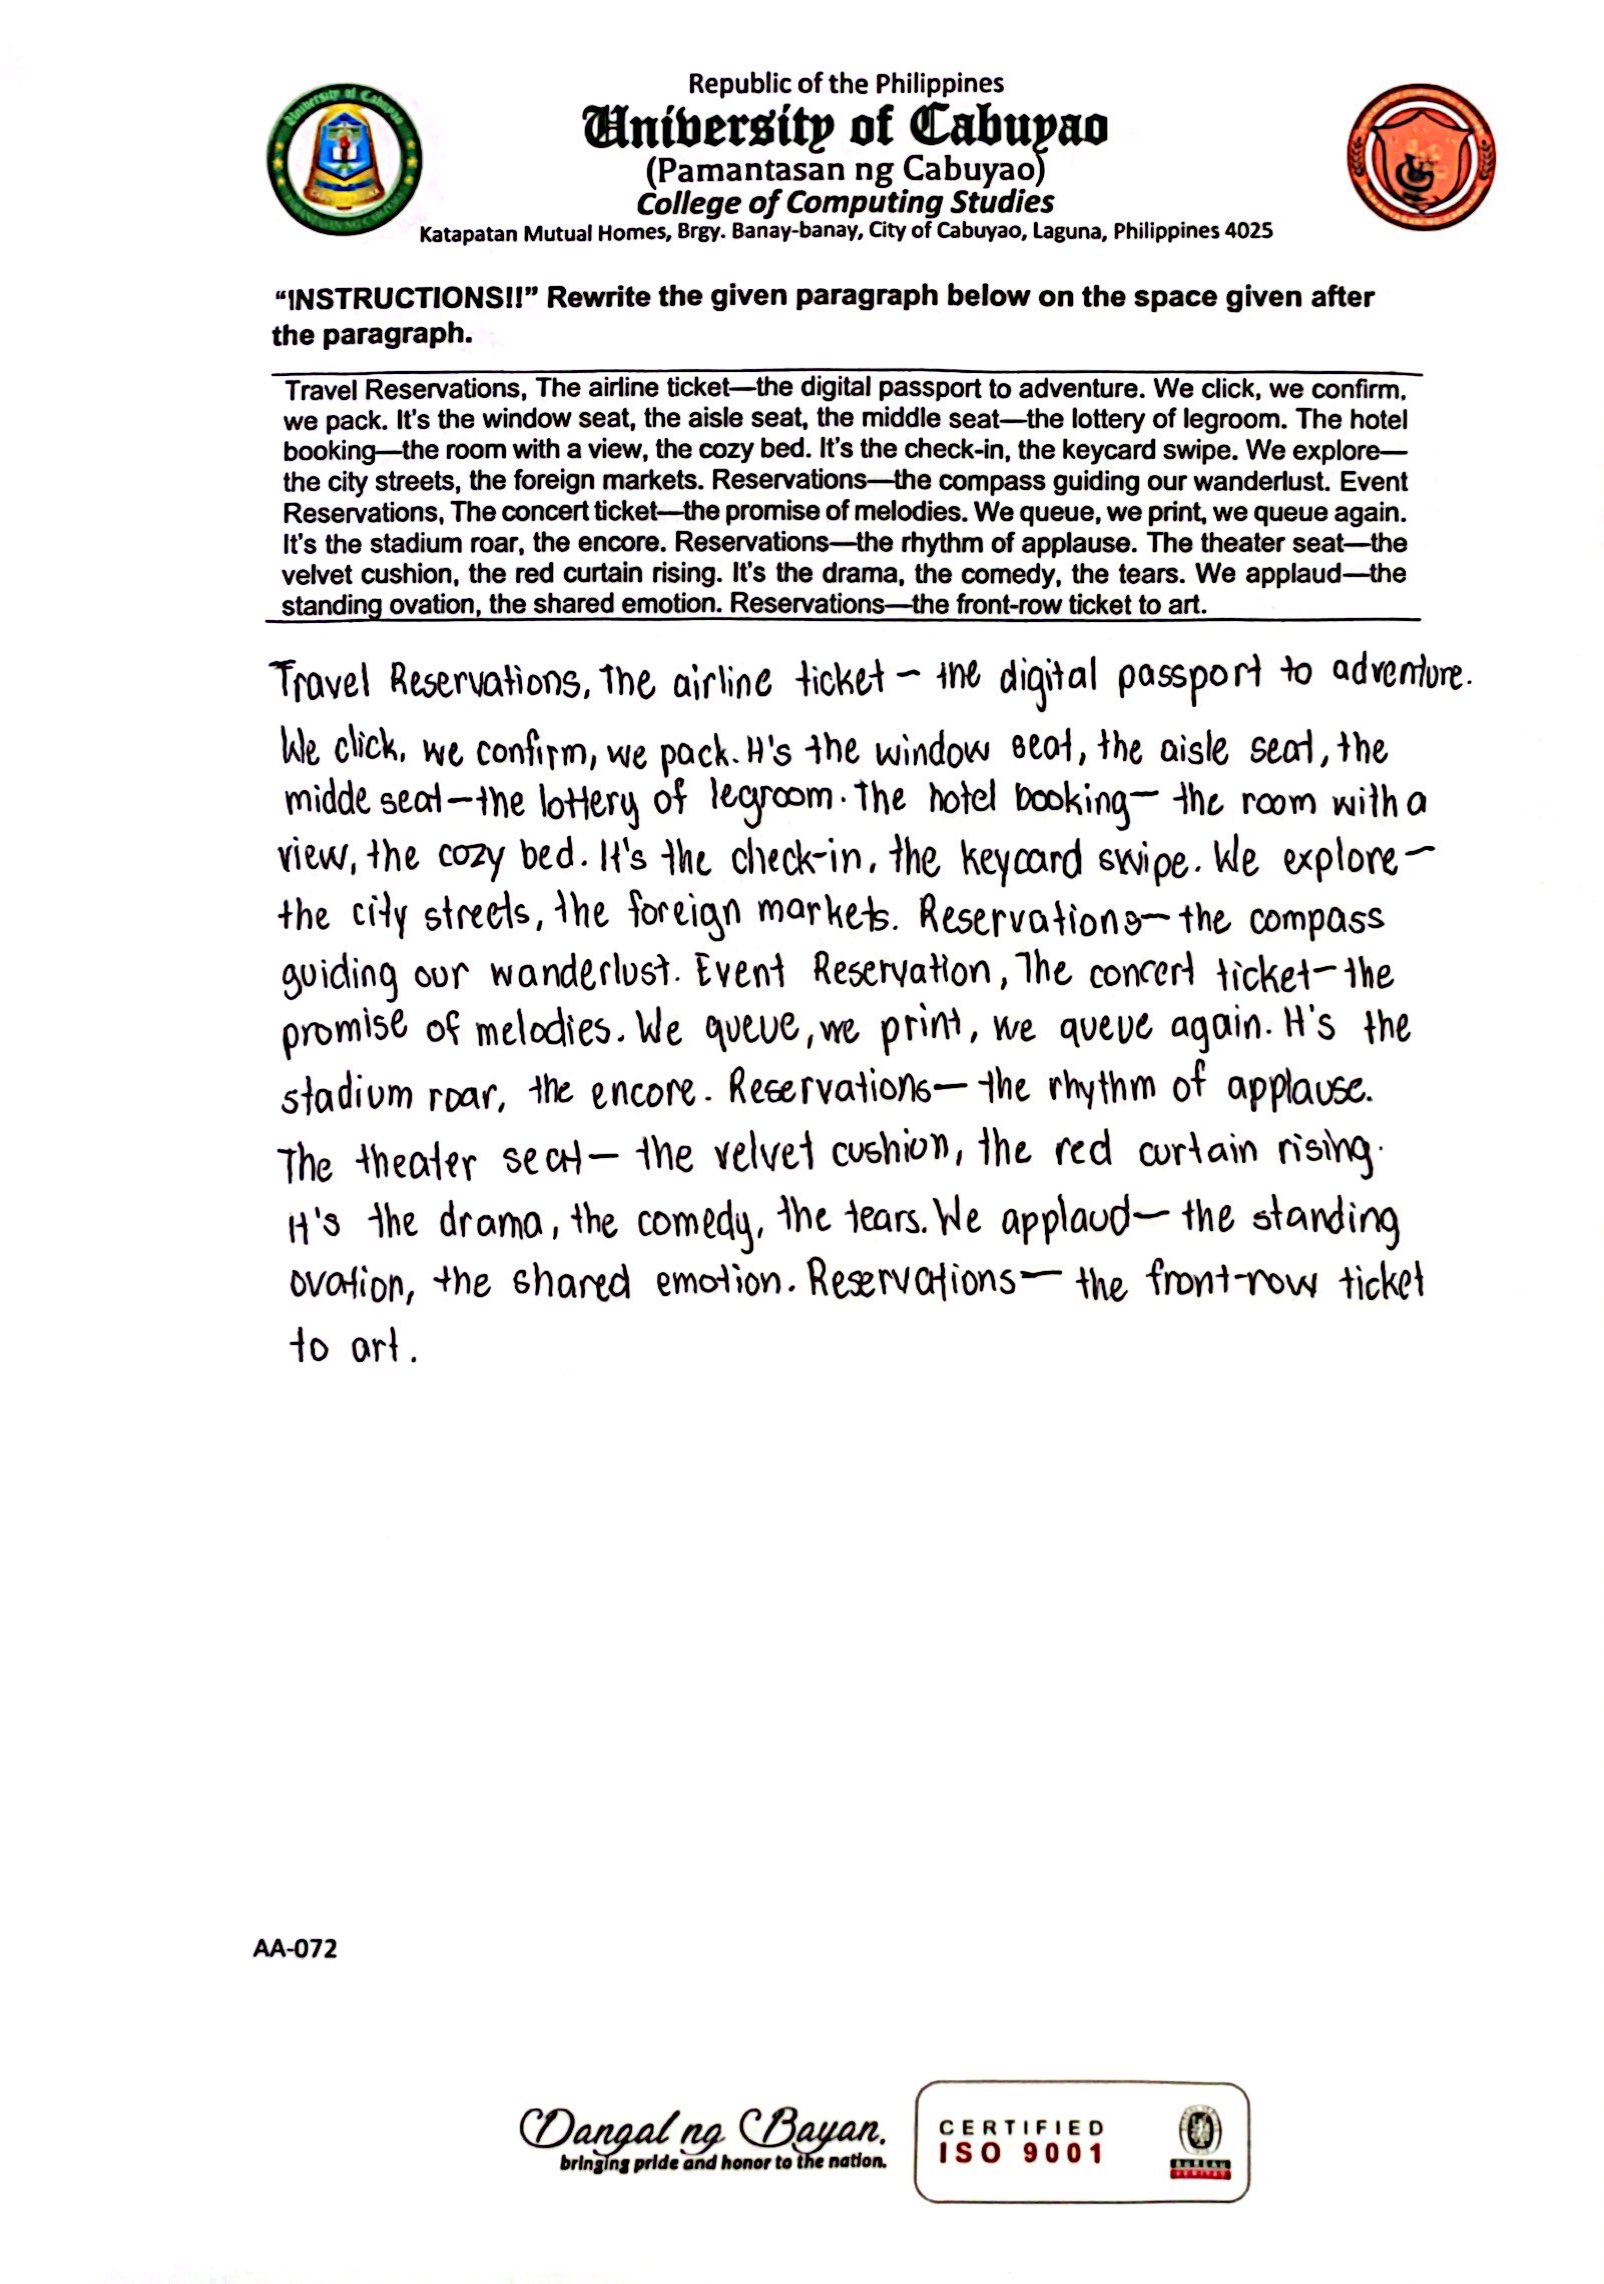 Republic of the Philippines
University of Cabuyao
(Pamantasan ng Cabuyao)
College of Computing Studies
Katapatan Mutual Homes, Brgy. Banay-banay, City of Cabuyao, Laguna, Philippines 4025
“INSTRUCTIONS!!” Rewrite the given paragraph below on the space given after
the paragraph.
Travel Reservations, The airline ticket—the digital passport to adventure. We click, we confirm,
we pack. It's the window seat, the aisle seat, the middle seat—the lottery of legroom. The hotel
booking—the room with a view, the cozy bed. It's the check-in, the keycard swipe. We explore—
the city streets, the foreign markets. Reservations—the compass guiding our wanderlust. Event
Reservations, The concert ticket—the promise of melodies. We queue, we print, we queue again.
It's the stadium roar, the encore. Reservations—the rhythm of applause. The theater seat—the
velvet cushion, the red curtain rising. It's the drama, the comedy, the tears. We applaud—the
standing ovation, the shared emotion. Reservations—the front-row ticket to art.
Travel Reservations, The airline ticket – the digital passport to adventure.
We click, we confirm, we pack. It's the window seat, the aisle seat, the
midde seat—the lottery of legroom. The hotel booking— the room with a
view, the cozy bed. It's the check-in, the keycard swipe. We explore—
the city streets, the foreign markets. Reservations— the compass
guiding our wanderlust. Event Reservation, The concert ticket—the
promise of melodies. We queue, we print, we queue again. It's the
stadium roar, the encore. Reservations— the rhythm of applause.
The theater seat— the velvet cushion, the red curtain rising.
It's the drama, the comedy, the tears. We applaud— the standing
ovation, the shared emotion. Reservations— the front-row ticket
to art.
AA-072
Dangal ng Bayan.
bringing pride and honor to the nation.
CERTIFIED
ISO 9001
BUREAU
VERITAS